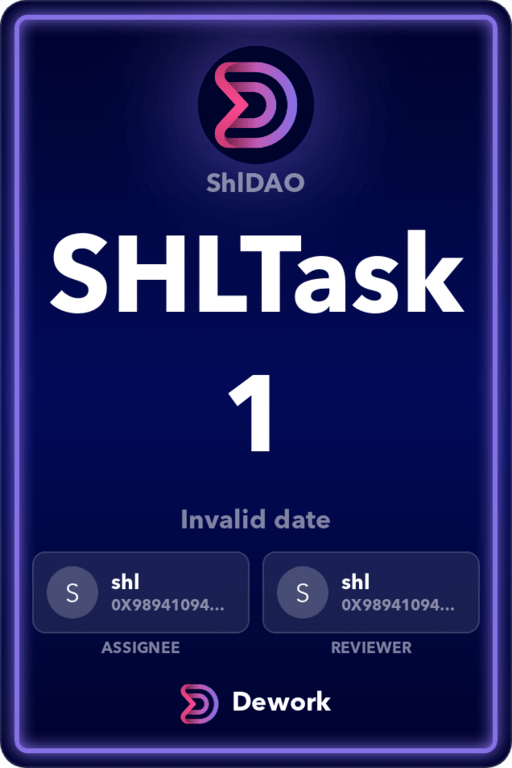 ShlDAO
SHLTask
1
Invalid date
S
shl
0X98941094...
S
shl
0X98941094...
ASSIGNEE
REVIEWER
Dework